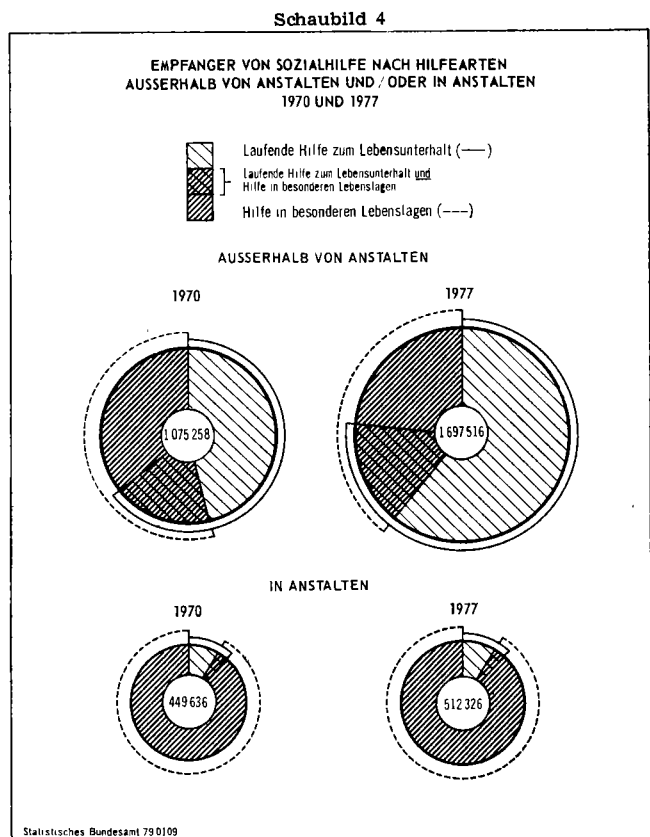 Schaubild 4
EMPFANGER VON SOZIALHILFE NACH HILFEARTEN
AUSSERHALB VON ANSTALTEN UND / ODER IN ANSTALTEN
1970 UND 1977
Laufende Hilfe zum Lebensunterhalt (——)
Laufende Hilfe zum Lebensunterhalt und
Hilfe in besonderen Lebenslagen
Hilfe in besonderen Lebenslagen (---)
AUSSERHALB VON ANSTALTEN
1970
1977
1 075 258
1 697 516
IN ANSTALTEN
1970
1977
449 636
512 326
Statistisches Bundesamt 79 0109